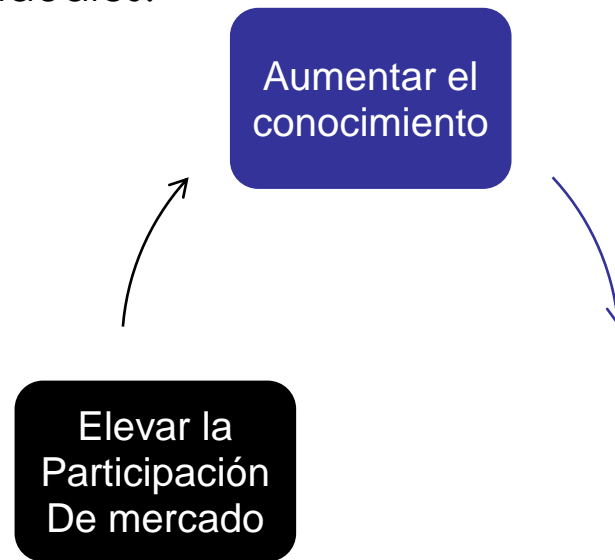 Aumentar el
conocimiento
Elevar la
Participación
De mercado